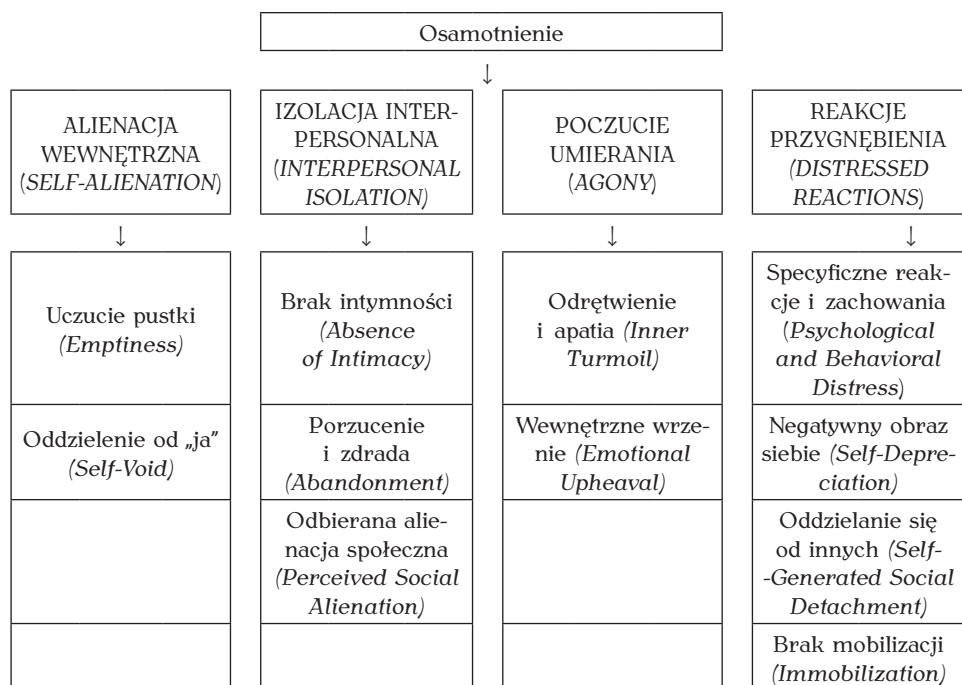 Osamotnienie
↓
ALIENACJA
WEWNĘTRZNA
(SELF-ALIENATION)
IZOLACJA INTER-
PERSONALNA
(INTERPERSONAL
ISOLATION)
POCZUCIE
UMIERANIA
(AGONY)
REAKCJE
PRZYGNĘBIENIA
(DISTRESSED
REACTIONS)
↓ ↓ ↓ ↓
Uczucie pustki
(Emptiness)
Brak intymności
(Absence
of Intimacy)
Odrętwienie
i apatia (Inner
Turmoil)
Specyficzne reak-
cje i zachowania
(Psychological
and Behavioral
Distress)
Oddzielenie od „ja”
(Self-Void)
Porzucenie
i zdrada
(Abandonment)
Wewnętrzne wrze-
nie (Emotional
Upheaval)
Negatywny obraz
siebie (Self-Depre-
ciation)
Odbierana alie-
nacja społeczna
(Perceived Social
Alienation)
Oddzielanie się
od innych (Self-
-Generated Social
Detachment)
Brak mobilizacji
(Immobilization)